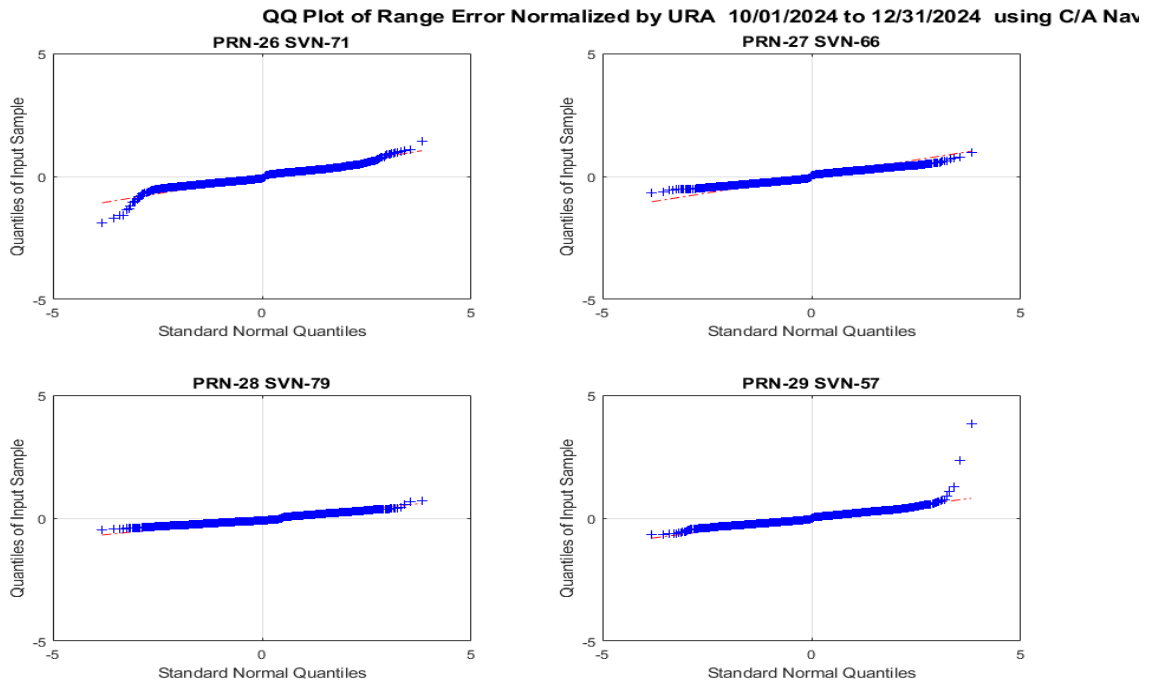 QQ Plot of Range Error Normalized by URA 10/01/2024 to 12/31/2024 using C/A Nav
PRN-26 SVN-71
PRN-27 SVN-66
5
5
Quantiles of Input Sample
Quantiles of Input Sample
0
0
-5
-5
-5
0
5
-5
0
5
Standard Normal Quantiles
Standard Normal Quantiles
PRN-28 SVN-79
PRN-29 SVN-57
5
5
Quantiles of Input Sample
Quantiles of Input Sample
0
0
-5
-5
-5
0
5
-5
0
5
Standard Normal Quantiles
Standard Normal Quantiles